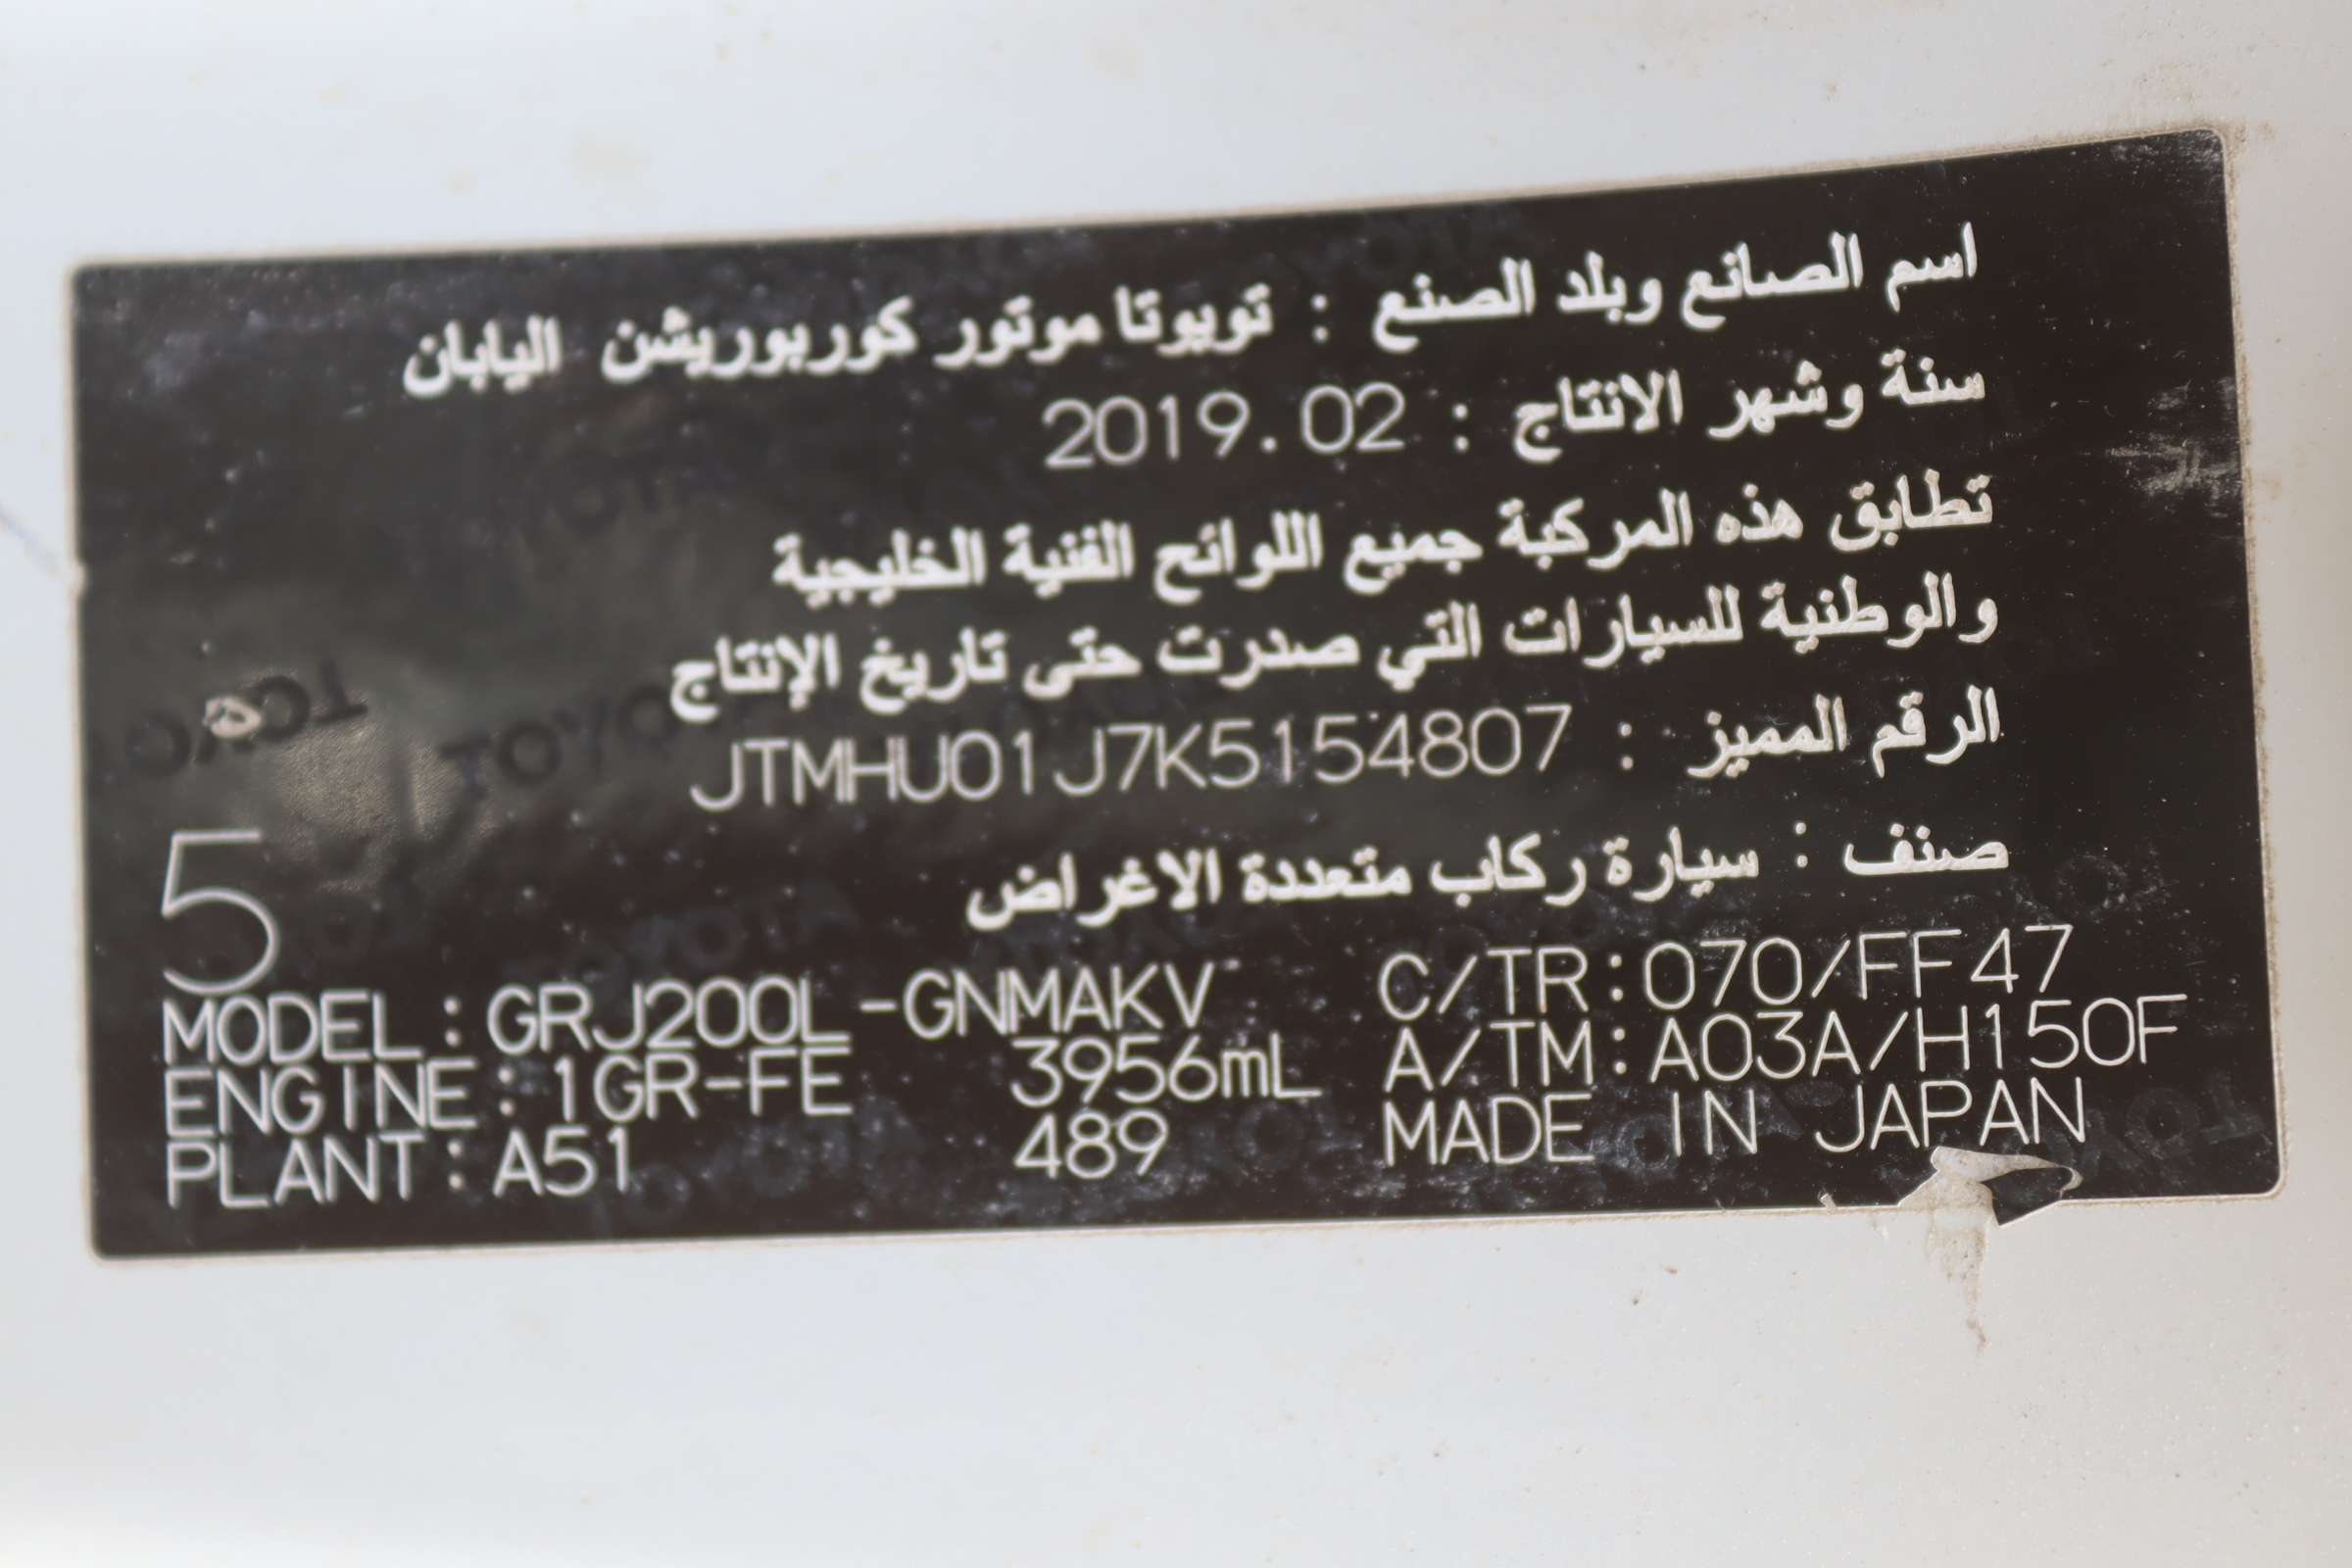 اسم الصانع وبلد الصنع : تويوتا موتور كوربوريشن اليابان
سنة وشهر الانتاج : 2019.02
تطابق هذه المركبة جميع اللوائح الفنية الخليجية
والوطنية للسيارات التي صدرت حتى تاريخ الإنتاج
الرقم المميز : JTMHU01J7K5154807
صنف : سيارة ركاب متعددة الاغراض
5
MODEL : GRJ200L-GNMAKV C/TR:070/FF47
ENGINE: 1GR-FE 3956mL A/TM:A03A/H150F
PLANT: A51 489 MADE IN JAPAN